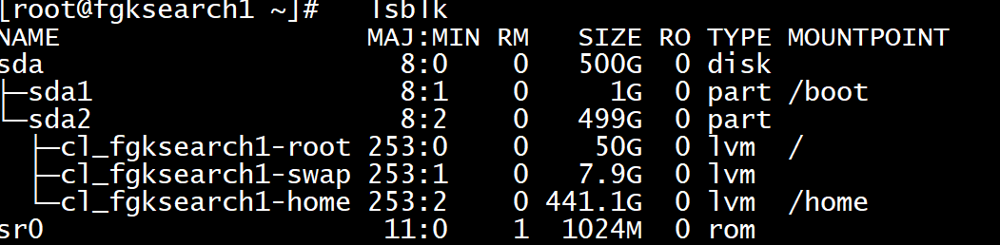 [root@fgksearch1 ~]#   lsblk
NAME                   MAJ:MIN RM   SIZE RO TYPE MOUNTPOINT
sda                      8:0    0   500G  0 disk
├─sda1                   8:1    0     1G  0 part /boot
└─sda2                   8:2    0   499G  0 part
  ├─cl_fgksearch1-root 253:0    0    50G  0 lvm  /
  ├─cl_fgksearch1-swap 253:1    0   7.9G  0 lvm
  └─cl_fgksearch1-home 253:2    0 441.1G  0 lvm  /home
sr0                     11:0    1  1024M  0 rom